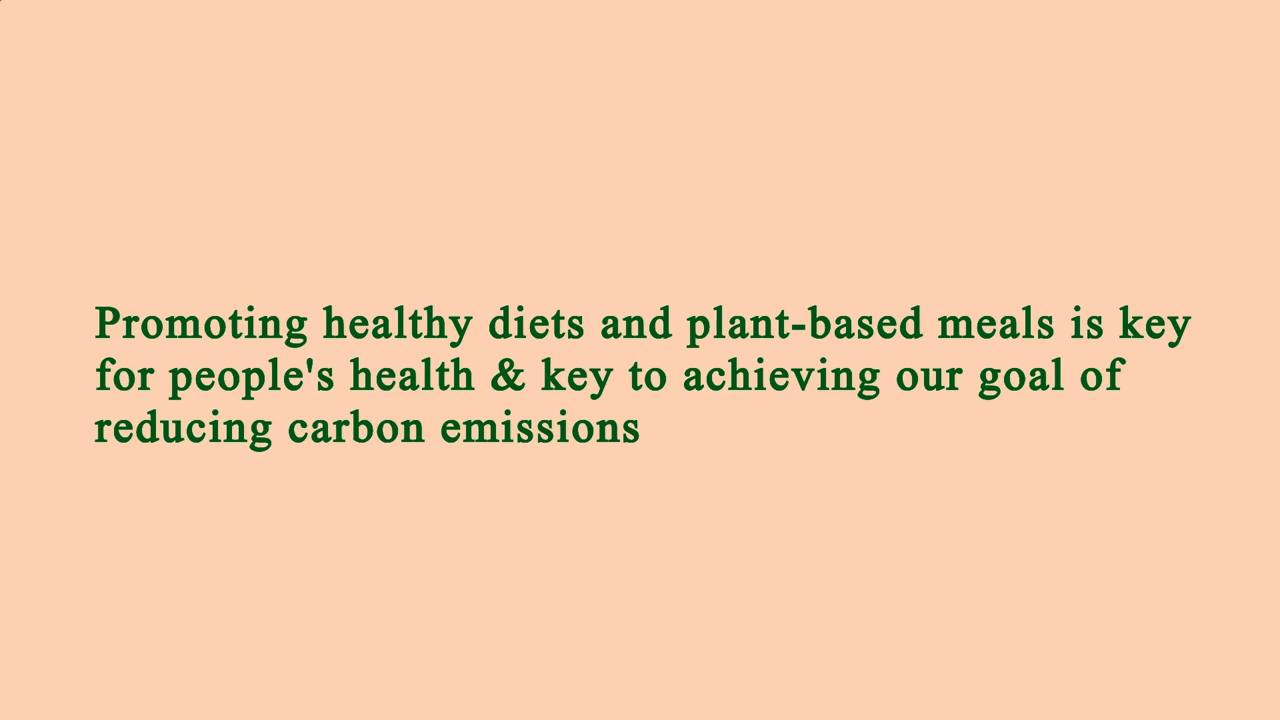 Promoting healthy diets and plant-based meals is key
for people's health & key to achieving our goal of
reducing carbon emissions